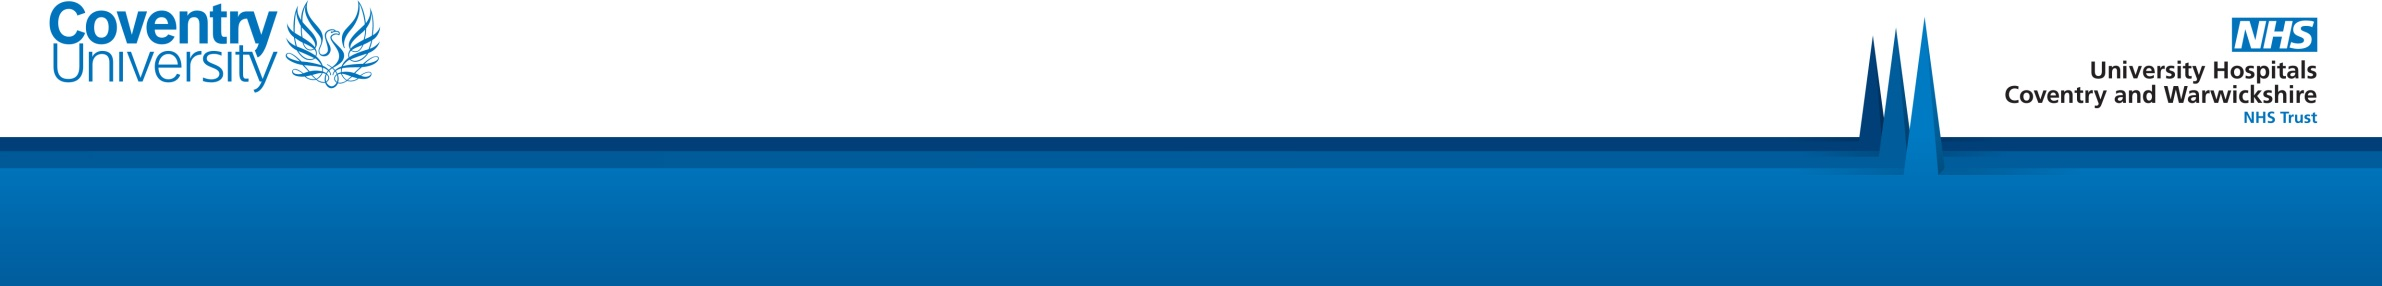 Coventry
University
NHS
University Hospitals
Coventry and Warwickshire
NHS Trust